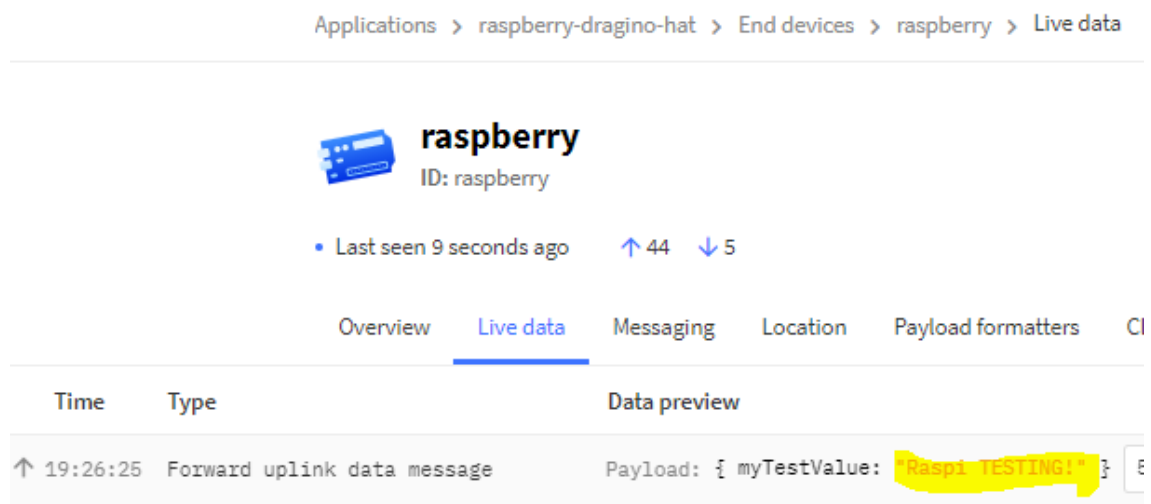 Applications > raspberry-dragino-hat > End devices > raspberry > Live data
raspberry
ID: raspberry
• Last seen 9 seconds ago ↑ 44 ↓ 5
Overview Live data Messaging Location Payload formatters
Time Type Data preview
↑ 19:26:25 Forward uplink data message Payload: { myTestValue: "Raspi TESTING!" }